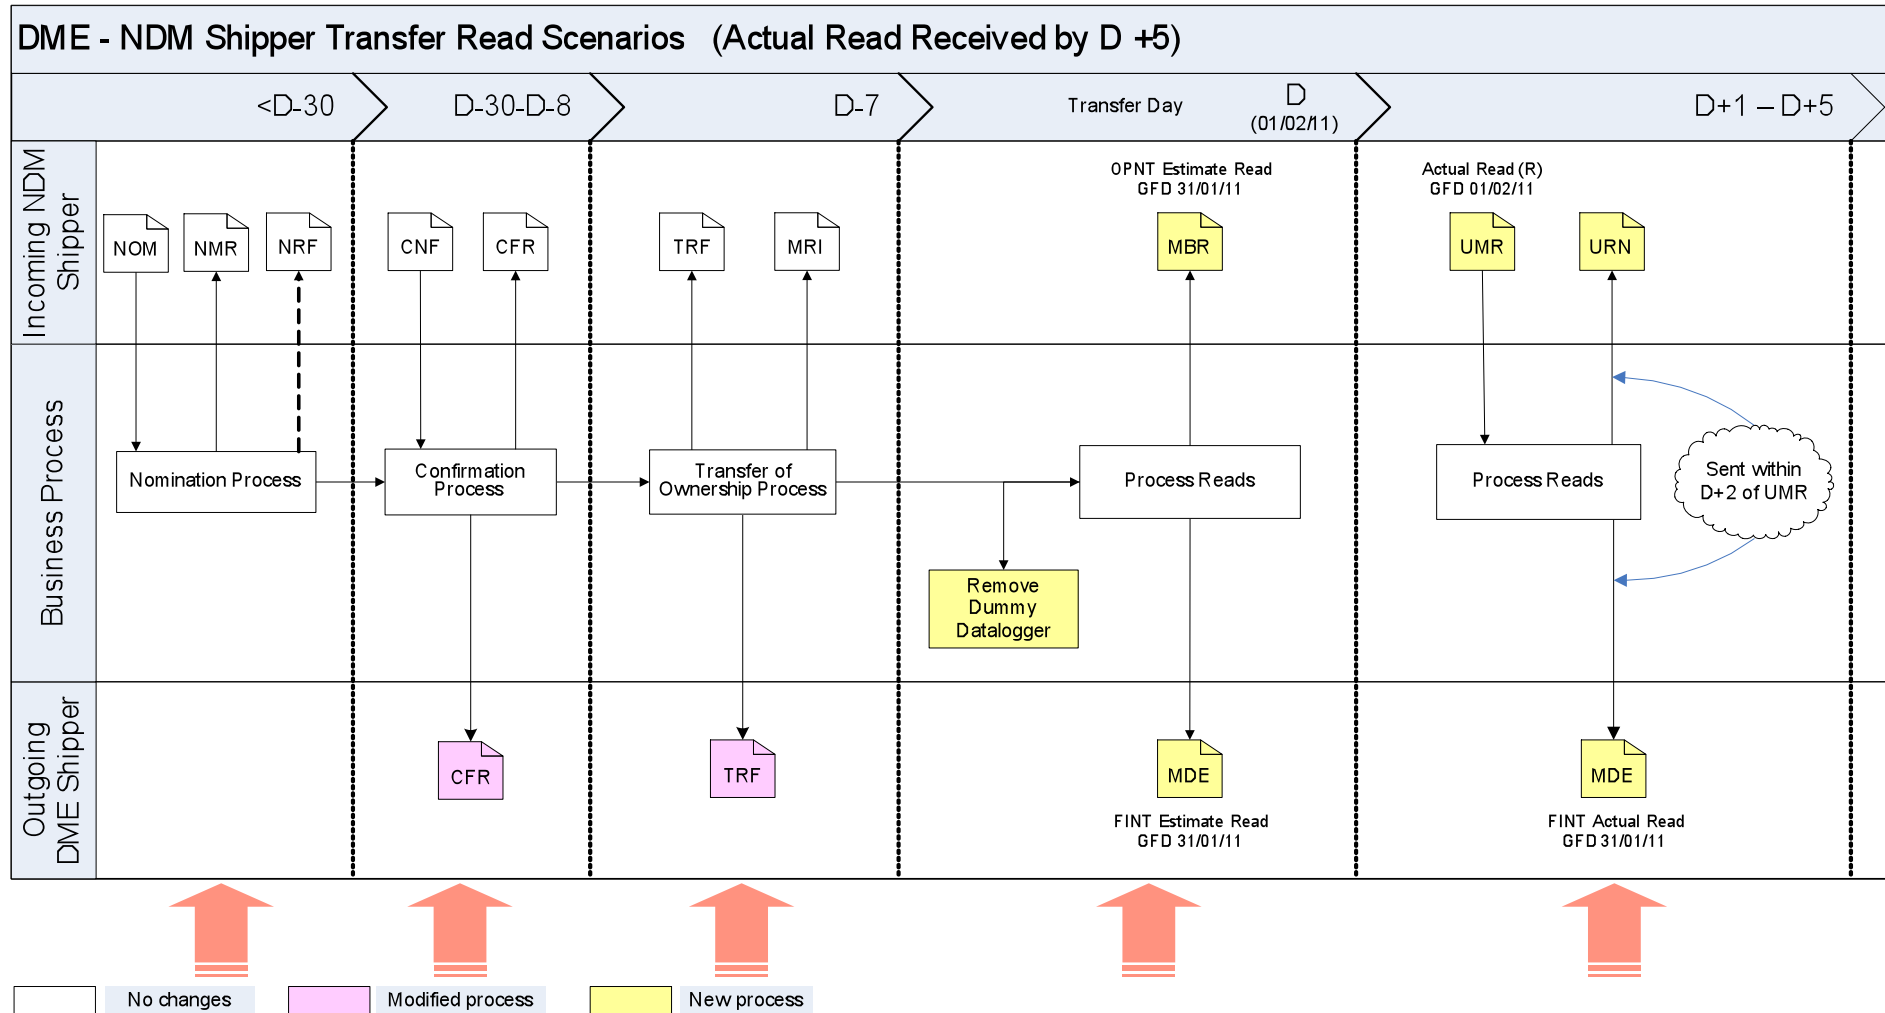 DME - NDM Shipper Transfer Read Scenarios (Actual Read Received by D +5)
<D-30
D-30-D-8
D-7
Transfer Day
D
(01/02/11)
D+1 – D+5
Incoming NDM
Shipper
OPNT Estimate Read
GFD 31/01/11
Actual Read (R)
GFD 01/02/11
NOM
NMR
NRF
CNF
CFR
TRF
MRI
MBR
UMR
URN
Business Process
Nomination Process
Confirmation
Process
Transfer of
Ownership Process
Process Reads
Process Reads
Sent within
D+2 of UMR
Remove
Dummy
Datalogger
Outgoing
DME Shipper
CFR
TRF
MDE
MDE
FINT Estimate Read
GFD 31/01/11
FINT Actual Read
GFD 31/01/11
No changes
Modified process
New process